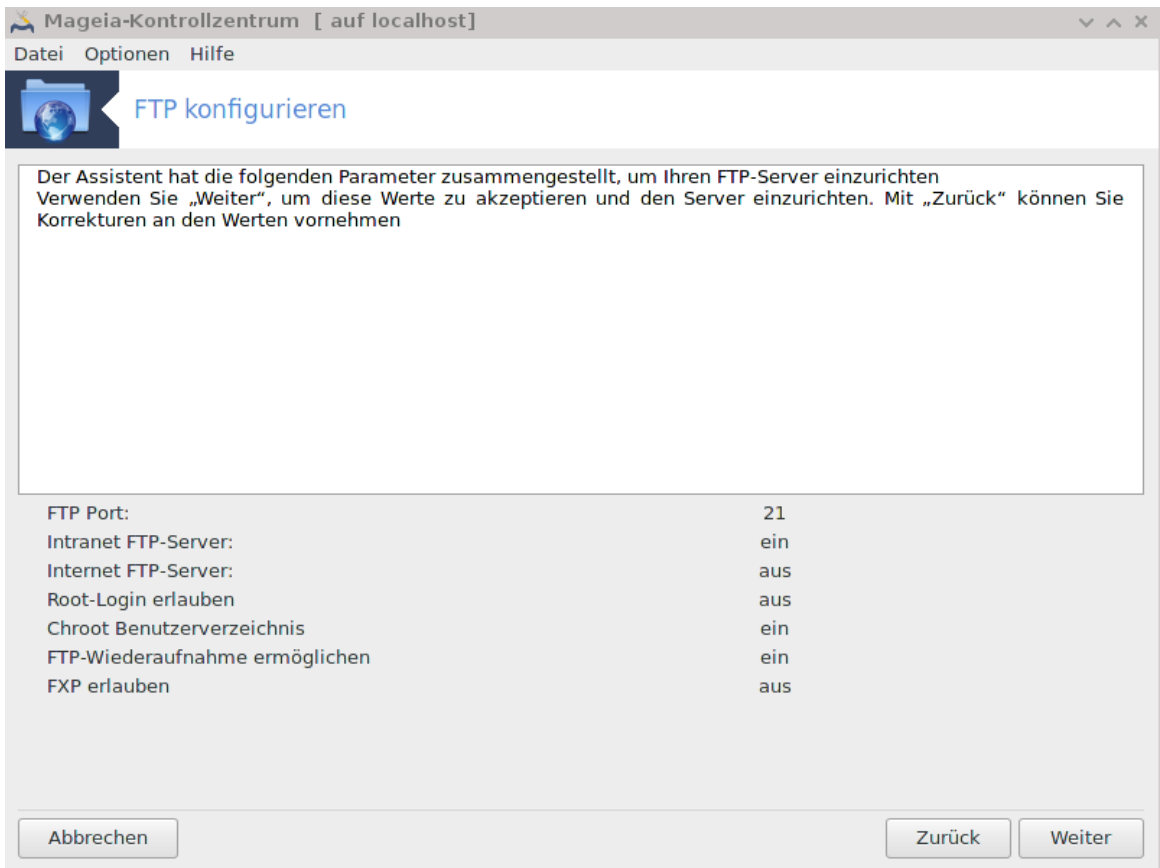 Mageia-Kontrollzentrum [ auf localhost]
Datei Optionen Hilfe
FTP konfigurieren
Der Assistent hat die folgenden Parameter zusammengestellt, um Ihren FTP-Server einzurichten
Verwenden Sie „Weiter“, um diese Werte zu akzeptieren und den Server einzurichten. Mit „Zurück“ können Sie
Korrekturen an den Werten vornehmen
FTP Port: 21
Intranet FTP-Server: ein
Internet FTP-Server: aus
Root-Login erlauben aus
Chroot Benutzerverzeichnis ein
FTP-Wiederaufnahme ermöglichen ein
FXP erlauben aus
Abbrechen Zurück Weiter